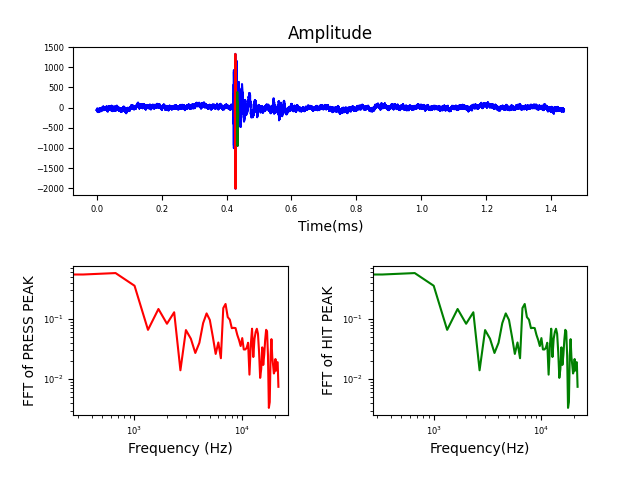 Amplitude
1500
1000
500
0
−500
−1000
−1500
−2000
0.0 0.2 0.4 0.6 0.8 1.0 1.2 1.4
Time(ms)
FFT of PRESS PEAK
10⁻¹
10⁻²
10³ 10⁴
Frequency (Hz)
FFT of HIT PEAK
10⁻¹
10⁻²
10³ 10⁴
Frequency(Hz)